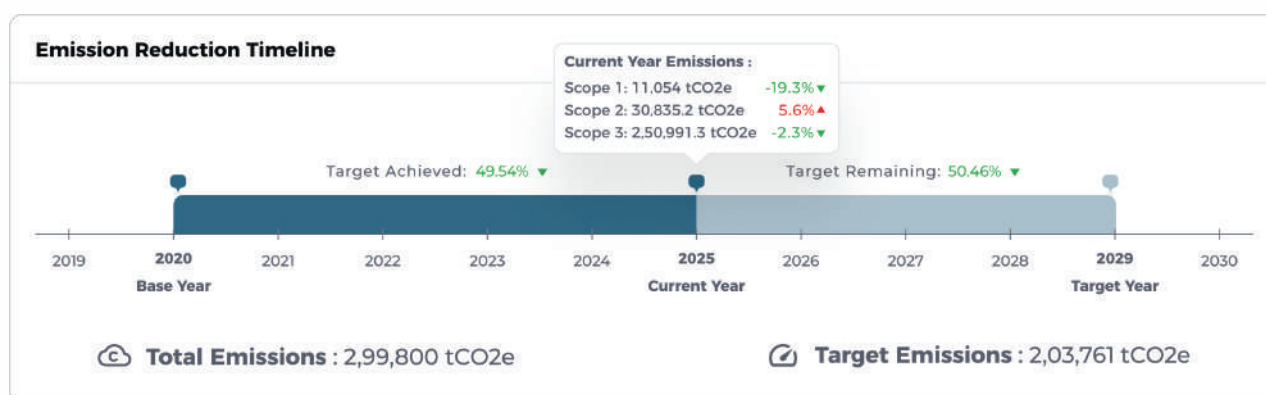 Emission Reduction Timeline
Current Year Emissions :
Scope 1: 11,054 tCO2e -19.3%▼
Scope 2: 30,835.2 tCO2e 5.6%▲
Scope 3: 2,50,991.3 tCO2e -2.3%▼
Target Achieved: 49.54% ▼
Target Remaining: 50.46% ▼
2019 2020 2021 2022 2023 2024 2025 2026 2027 2028 2029 2030
Base Year Current Year Target Year
C Total Emissions : 2,99,800 tCO2e
Target Emissions : 2,03,761 tCO2e